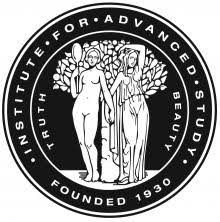 · INSTITUTE · FOR · ADVANCED · STUDY ·
TRUTH
BEAUTY
FOUNDED 1930